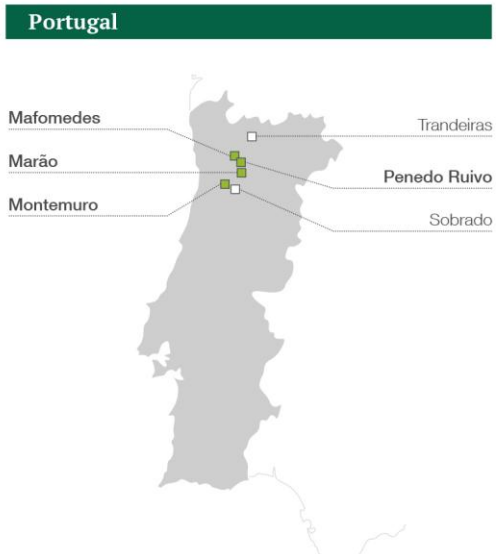 Portugal
Mafomedes
Trandeiras
Marão
Penedo Ruivo
Montemuro
Sobrado